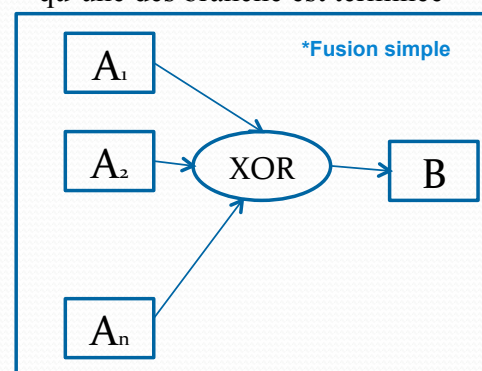 qu'une des branche est terminée
*Fusion simple
A₁
A₂
XOR
B
Aₙ